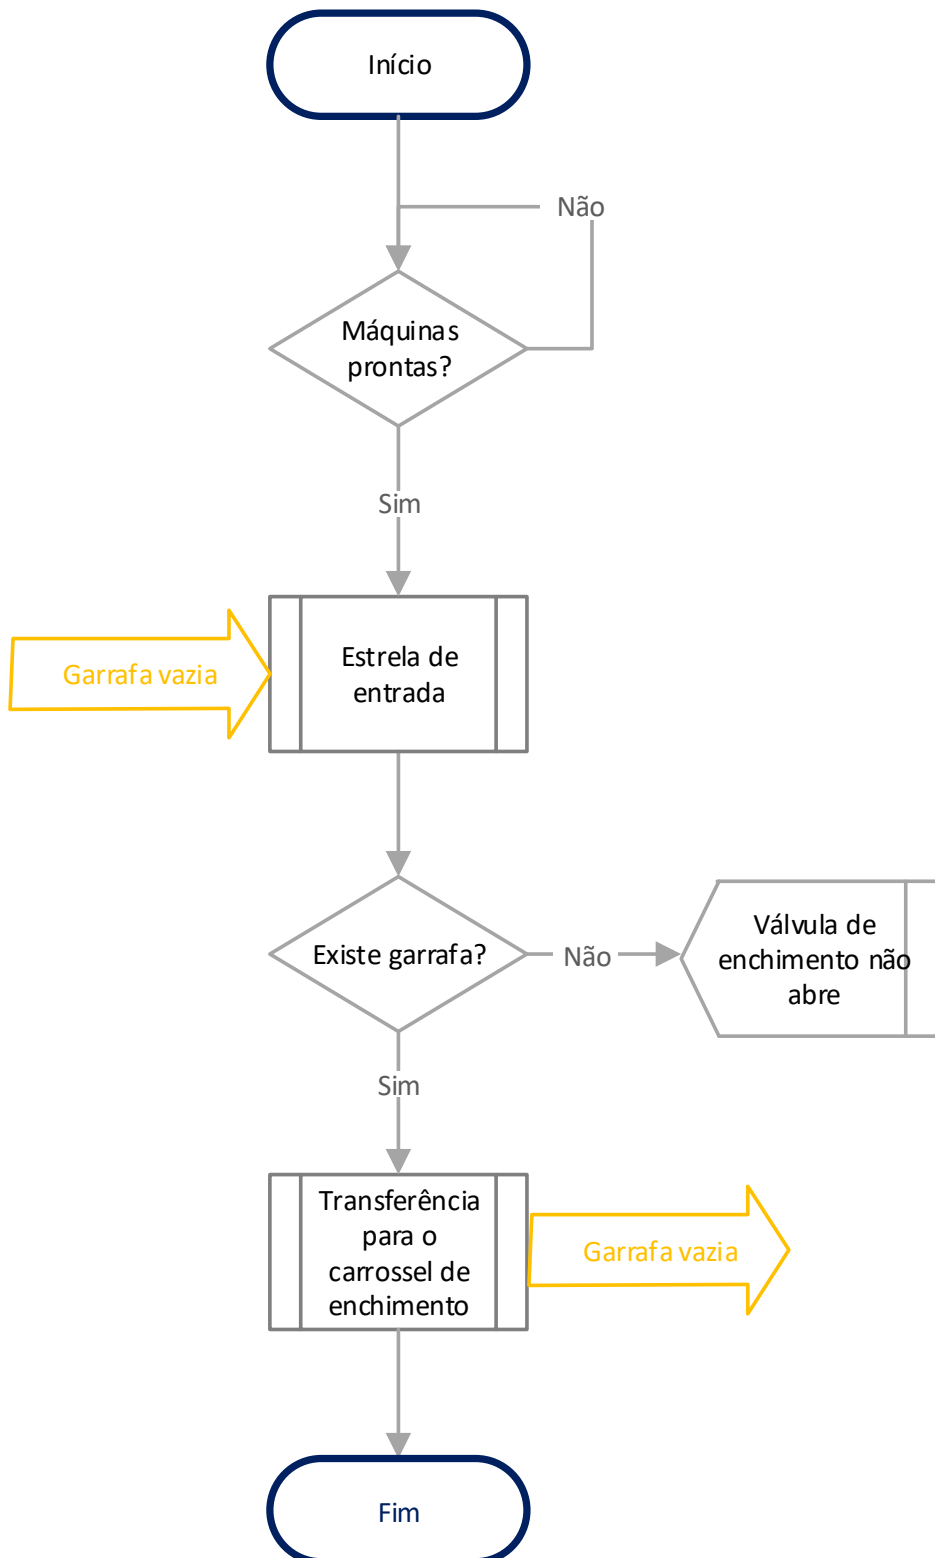 Início
Não
Máquinas
prontas?
Sim
Estrela de
entrada
Garrafa vazia
Existe garrafa?
Não
Válvula de
enchimento não
abre
Sim
Transferência
para o
carrossel de
enchimento
Garrafa vazia
Fim